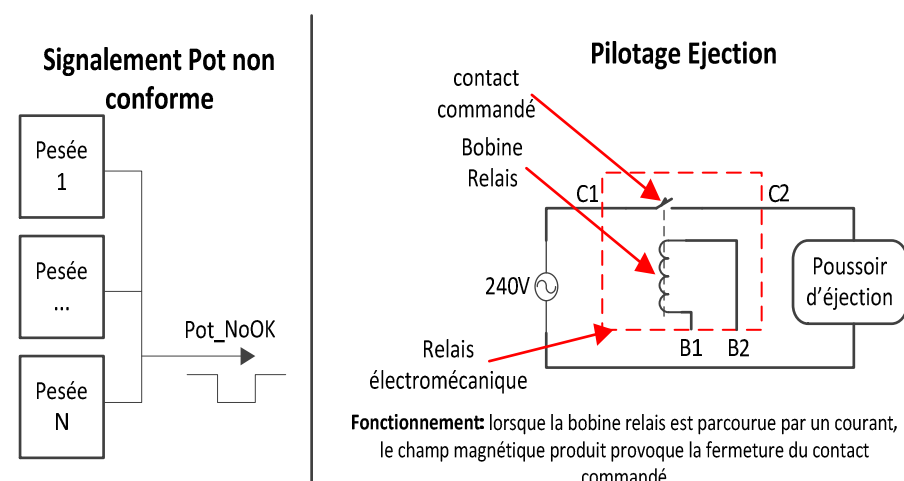 Signalement Pot non
conforme
Pesée
1
Pesée
...
Pesée
N
Pot_NoOK
Pilotage Ejection
contact
commandé
Bobine
Relais
C1
C2
240V
Poussoir
d'éjection
B1
B2
Relais
électromécanique
Fonctionnement: lorsque la bobine relais est parcourue par un courant,
le champ magnétique produit provoque la fermeture du contact
commandé